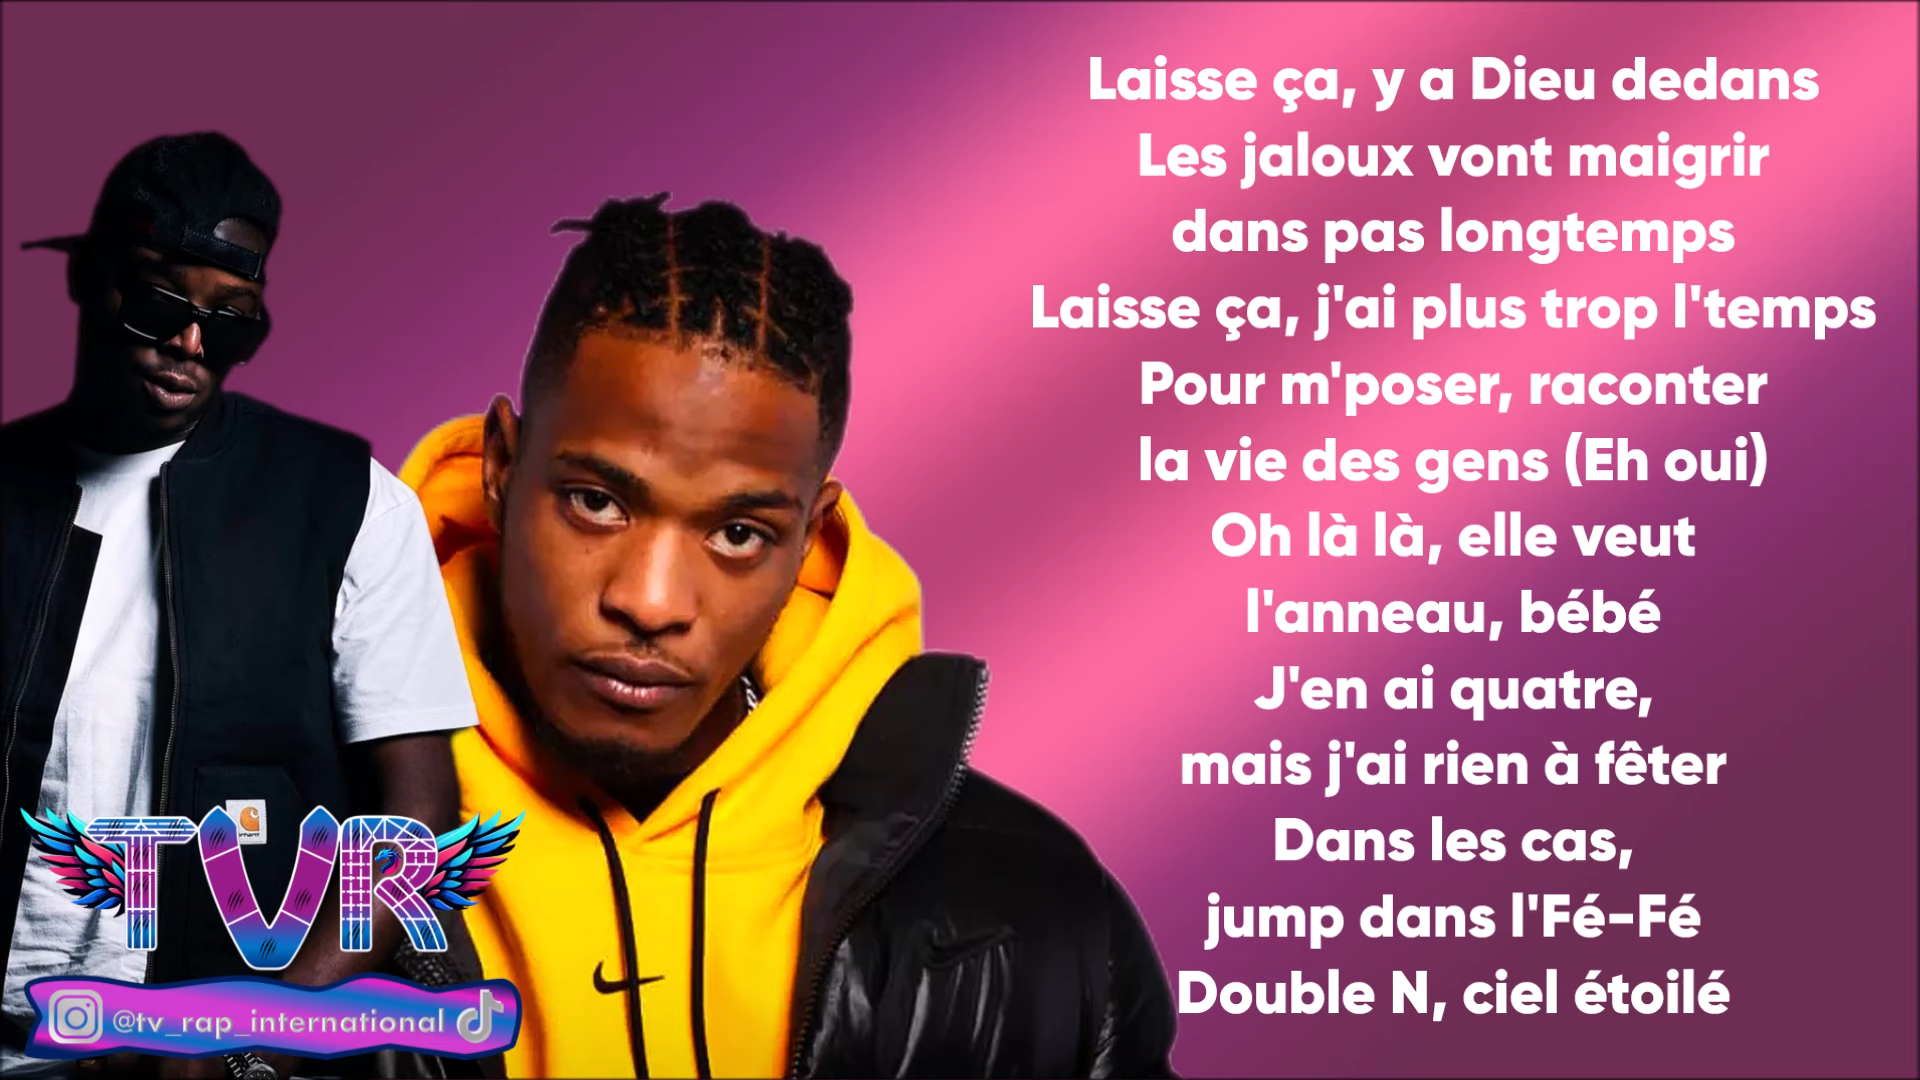 Laisse ça, y a Dieu dedans
Les jaloux vont maigrir
dans pas longtemps
Laisse ça, j'ai plus trop l'temps
Pour m'poser, raconter
la vie des gens (Eh oui)
Oh là là, elle veut
l'anneau, bébé
J'en ai quatre,
mais j'ai rien à fêter
Dans les cas,
jump dans l'Fé-Fé
Double N, ciel étoilé
TVR
@tv_rap_international